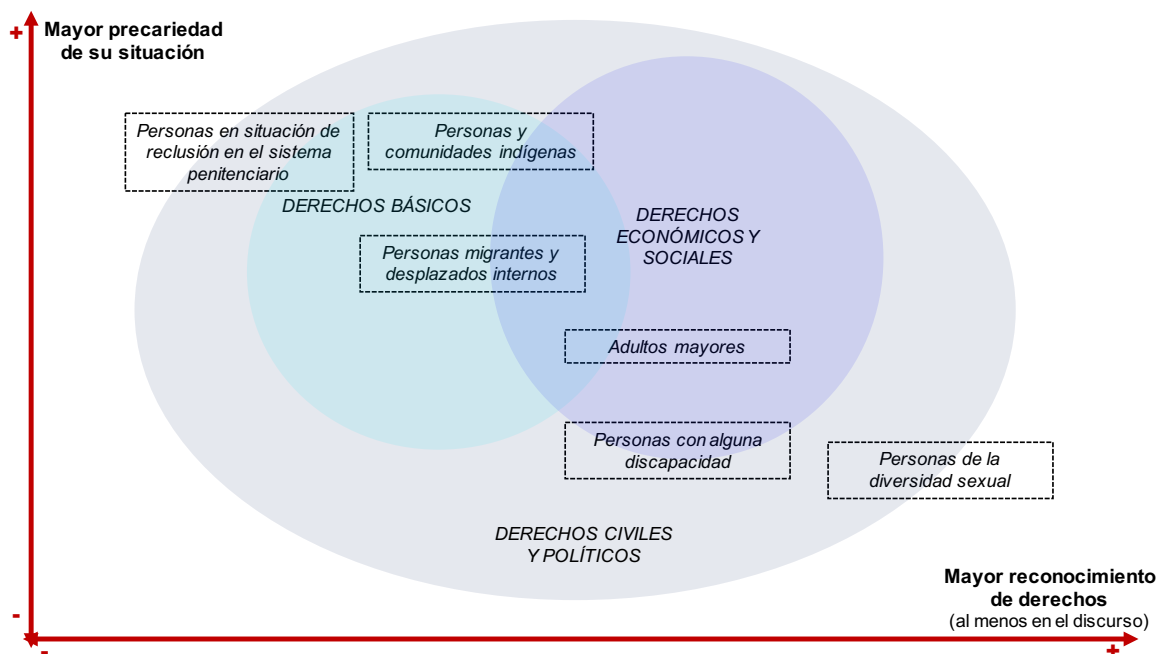 +
Mayor precariedad
de su situación
Personas en situación de
reclusión en el sistema
penitenciario
Personas y
comunidades indígenas
DERECHOS BÁSICOS
DERECHOS
ECONÓMICOS Y
SOCIALES
Personas migrantes y
desplazados internos
Adultos mayores
Personas con alguna
discapacidad
Personas de la
diversidad sexual
DERECHOS CIVILES
Y POLÍTICOS
Mayor reconocimiento
de derechos
(al menos en el discurso)
-
-
+